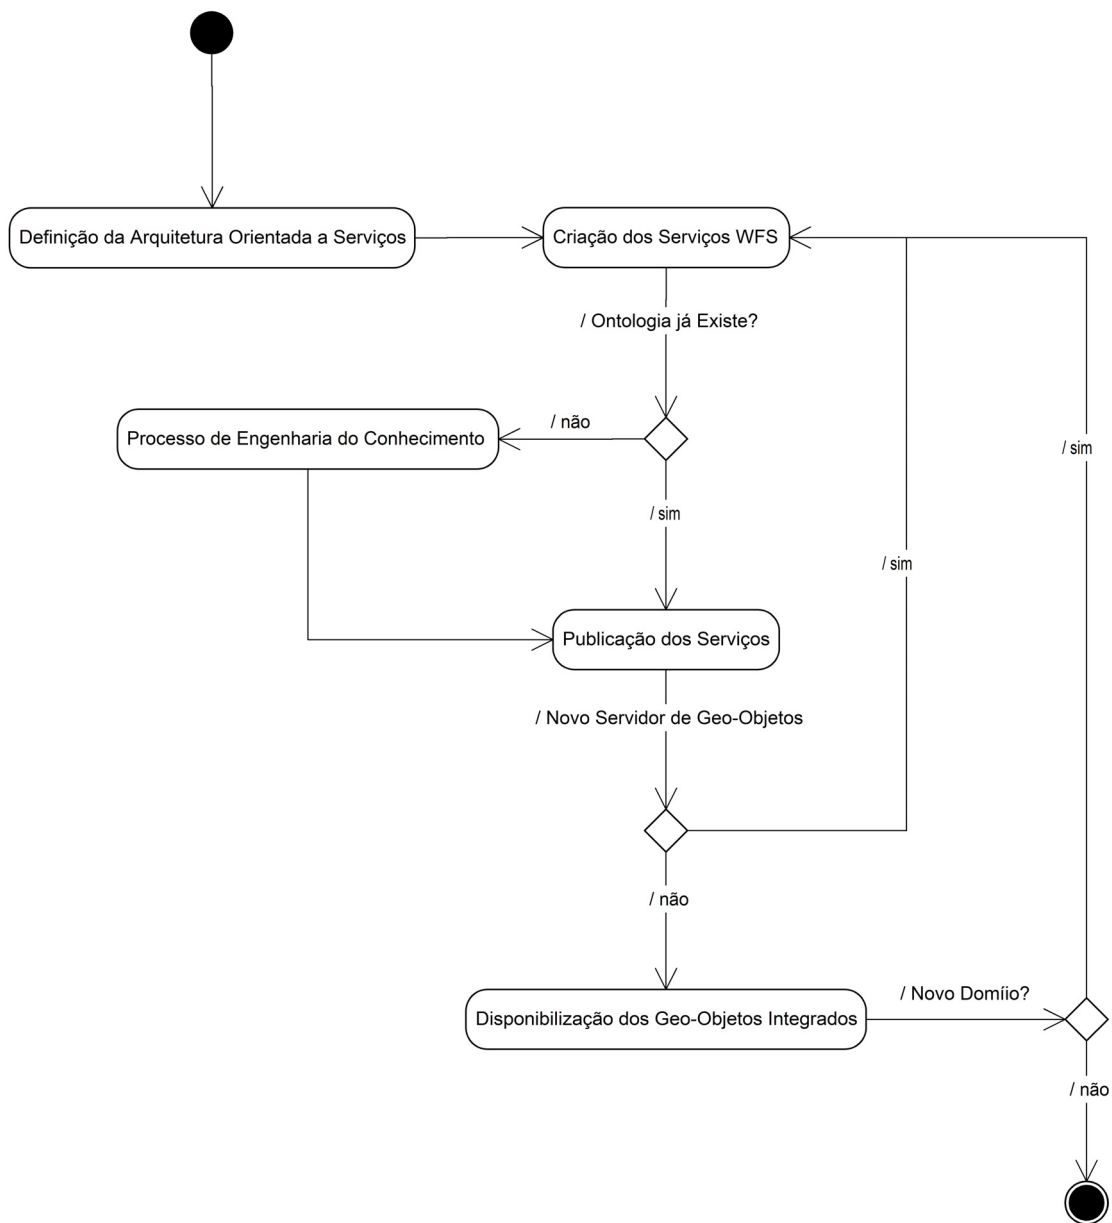 Definição da Arquitetura Orientada a Serviços
Criação dos Serviços WFS
/ Ontologia já Existe?
Processo de Engenharia do Conhecimento
/ não
/ sim
/ sim
/ sim
Publicação dos Serviços
/ Novo Servidor de Geo-Objetos
/ não
Disponibilização dos Geo-Objetos Integrados
/ Novo Domíio?
/ não